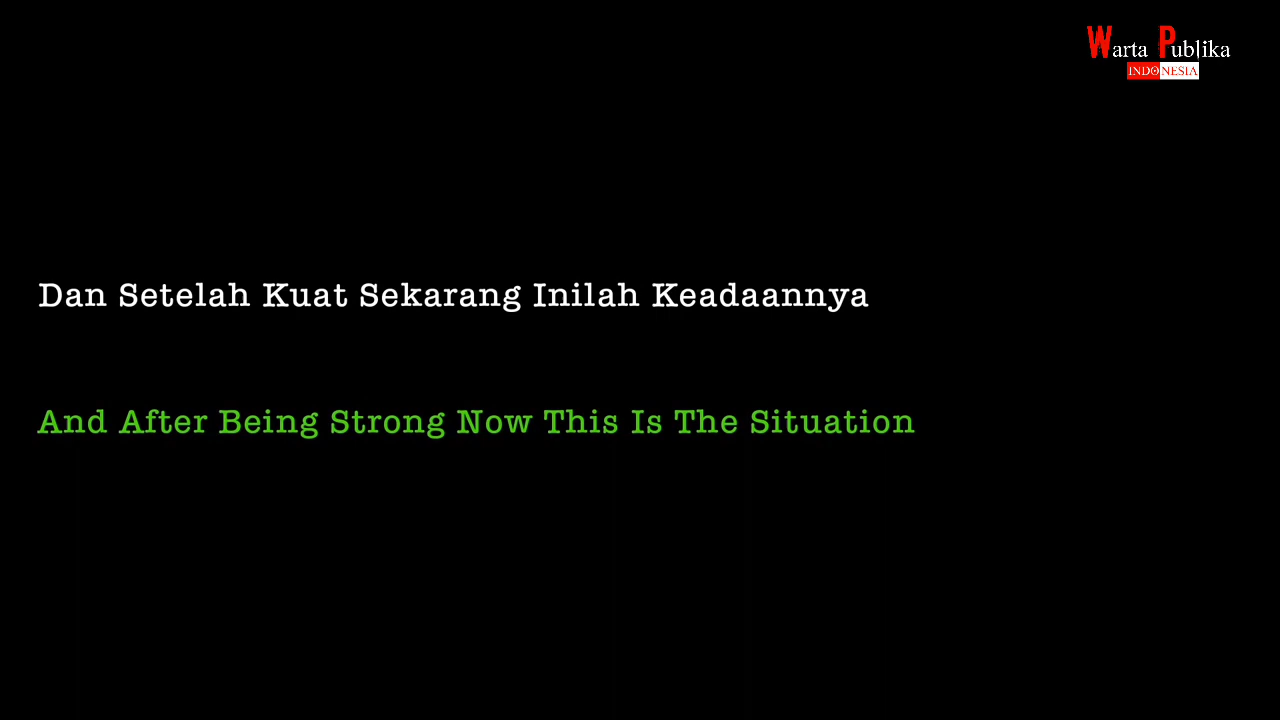 Warta Publika
INDONESIA
Dan Setelah Kuat Sekarang Inilah Keadaannya
And After Being Strong Now This Is The Situation